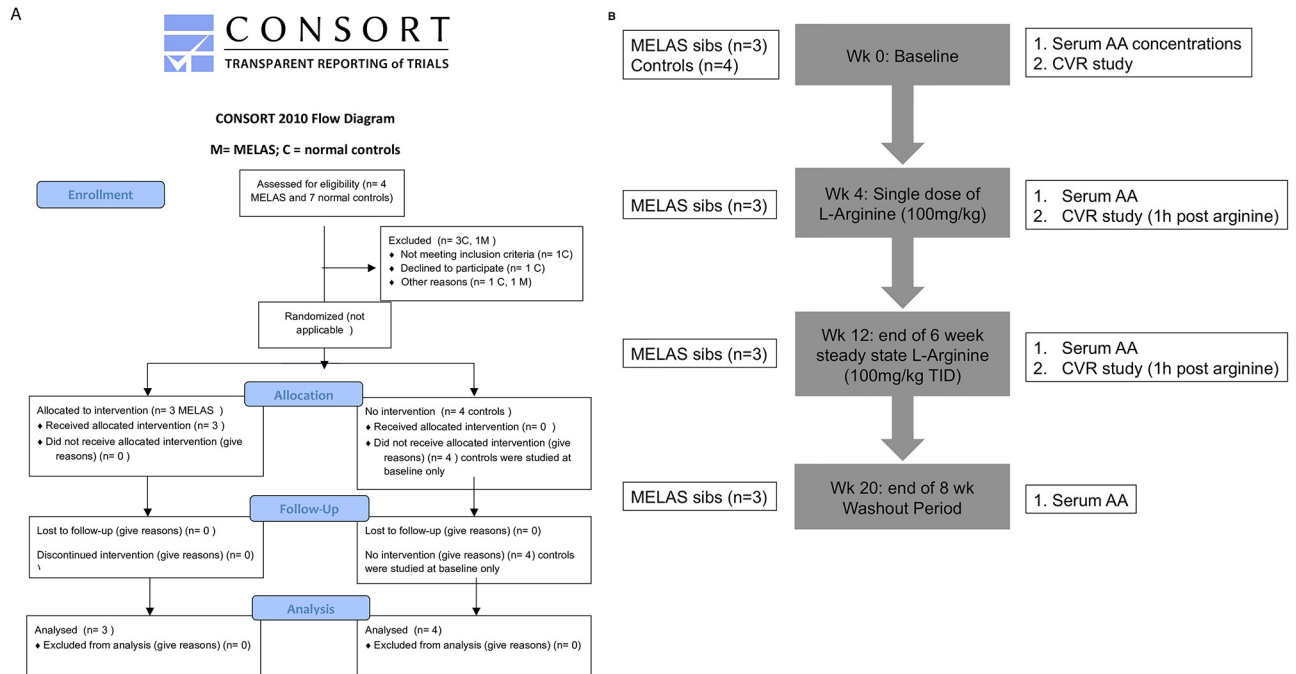 A
CONSORT
TRANSPARENT REPORTING of TRIALS
CONSORT 2010 Flow Diagram
M= MELAS; C = normal controls
Enrollment
Assessed for eligibility (n= 4
MELAS and 7 normal controls)
Excluded  (n= 3C, 1M )
♦ Not meeting inclusion criteria (n= 1C)
♦ Declined to participate (n= 1 C)
♦ Other reasons (n= 1 C, 1 M)
Randomized (not
applicable  )
Allocation
Allocated to intervention (n= 3 MELAS  )
♦ Received allocated intervention (n= 3 )
♦ Did not receive allocated intervention (give
reasons) (n= 0 )
No intervention  (n= 4 controls )
♦ Received allocated intervention (n= 0  )
♦ Did not receive allocated intervention (give
reasons) (n= 4 ) controls were studied at
baseline only
Follow-Up
Lost to follow-up (give reasons) (n= 0 )
Discontinued intervention (give reasons) (n= 0)
\
Lost to follow-up (give reasons) (n= 0)
No intervention (give reasons) (n= 4) controls
were studied at baseline only
Analysis
Analysed  (n= 3 )
♦ Excluded from analysis (give reasons) (n= 0)
Analysed  (n= 4)
♦ Excluded from analysis (give reasons) (n= 0)
B
MELAS sibs (n=3)
Controls (n=4)
Wk 0: Baseline
1. Serum AA concentrations
2. CVR study
MELAS sibs (n=3)
Wk 4: Single dose of
L-Arginine (100mg/kg)
1. Serum AA
2. CVR study (1h post arginine)
MELAS sibs (n=3)
Wk 12: end of 6 week
steady state L-Arginine
(100mg/kg TID)
1. Serum AA
2. CVR study (1h post arginine)
MELAS sibs (n=3)
Wk 20: end of 8 wk
Washout Period
1. Serum AA